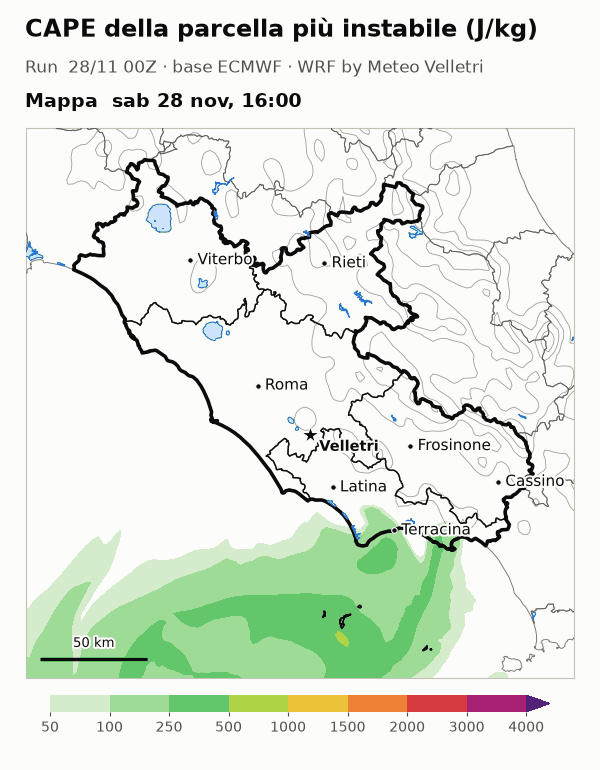 CAPE della parcella più instabile (J/kg)
Run  28/11 00Z · base ECMWF · WRF by Meteo Velletri
Mappa  sab 28 nov, 16:00
Viterbo
Rieti
Roma
Velletri
Frosinone
Latina
Cassino
Terracina
50 km
50 100 250 500 1000 1500 2000 3000 4000